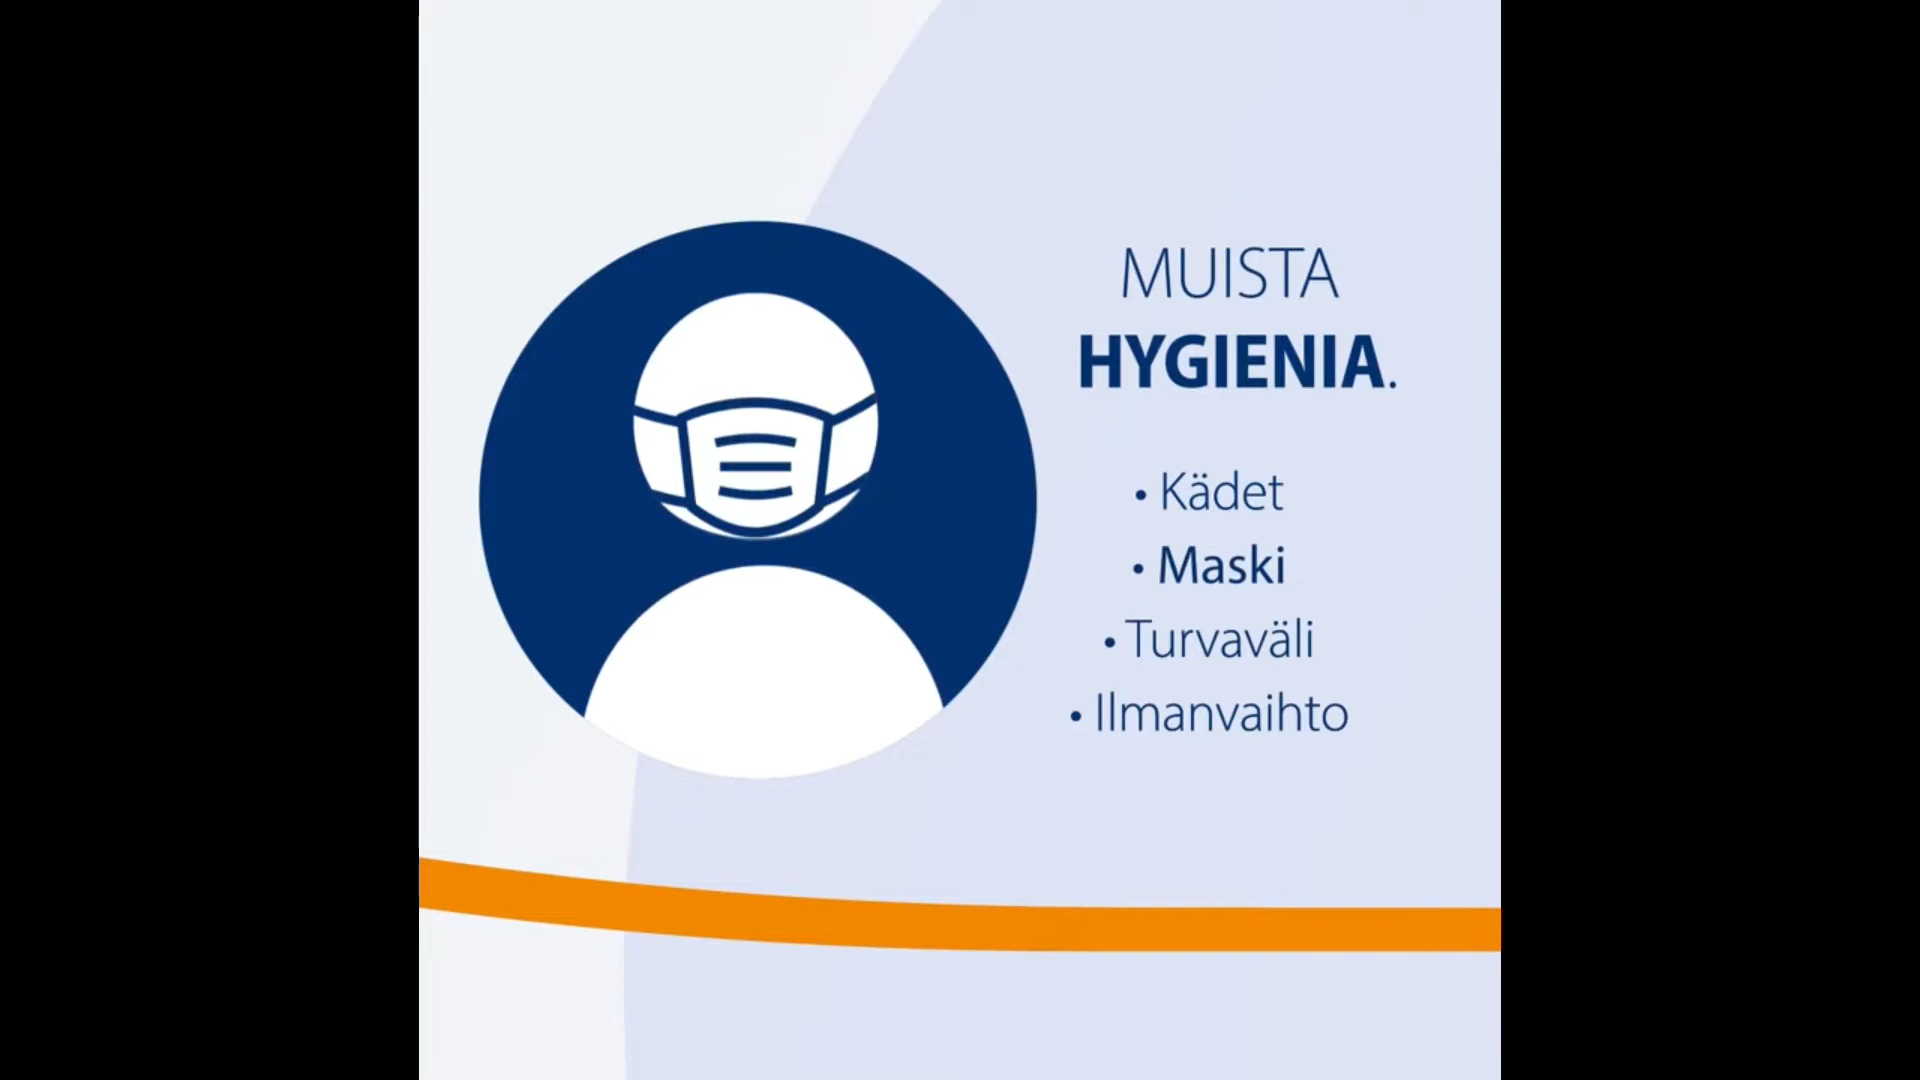 MUISTA
HYGIENIA.
• Kädet
• Maski
• Turvaväli
• Ilmanvaihto